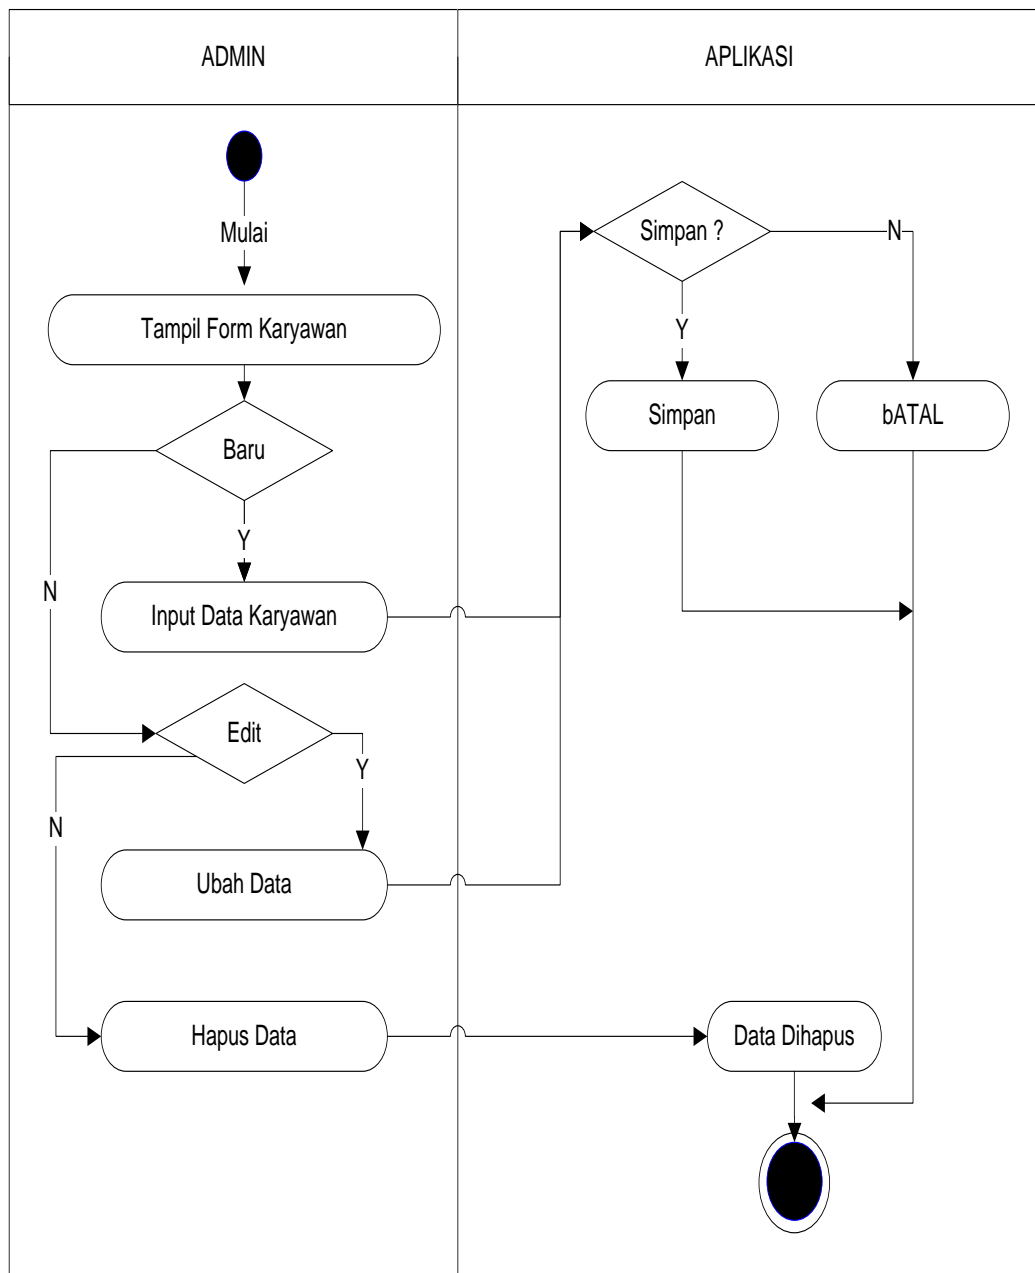 ADMIN
APLIKASI
Mulai
Tampil Form Karyawan
Baru
Y
N
Input Data Karyawan
Edit
Y
N
Ubah Data
Hapus Data
Simpan ?
N
Y
Simpan
bATAL
Data Dihapus